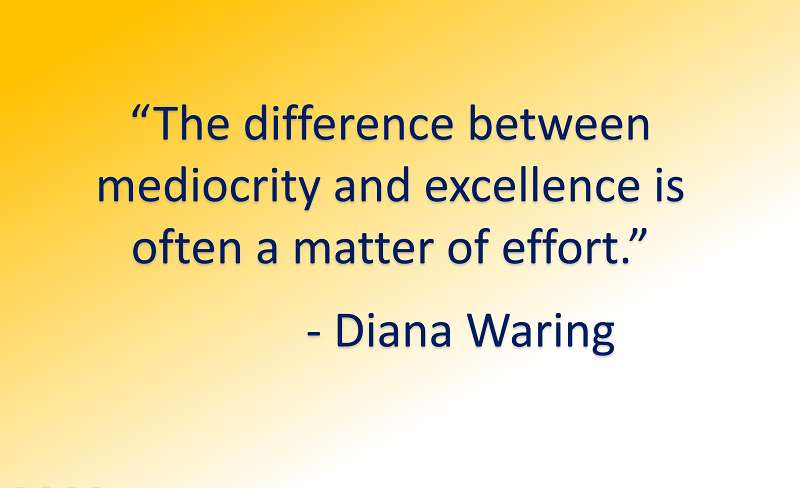 “The difference between
mediocrity and excellence is
often a matter of effort.”
- Diana Waring